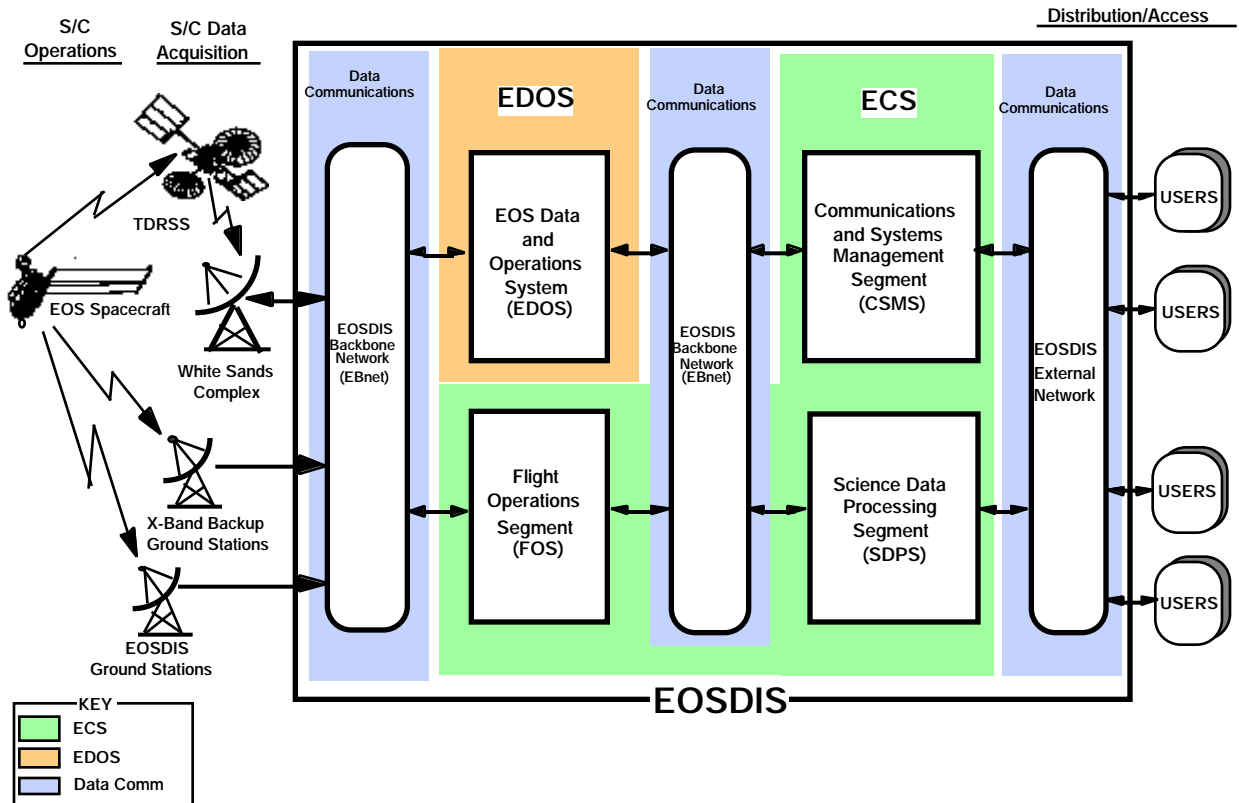 S/C
Operations
S/C Data
Acquisition
Distribution/Access
Data
Communications
EDOS
Data
Communications
ECS
Data
Communications
TDRSS
EOS Spacecraft
White Sands
Complex
X-Band Backup
Ground Stations
EOSDIS
Ground Stations
EOSDIS
Backbone
Network
(EBnet)
EOS Data
and
Operations
System
(EDOS)
Flight
Operations
Segment
(FOS)
EOSDIS
Backbone
Network
(EBnet)
Communications
and Systems
Management
Segment
(CSMS)
Science Data
Processing
Segment
(SDPS)
EOSDIS
External
Network
USERS
USERS
USERS
USERS
EOSDIS
KEY
ECS
EDOS
Data Comm